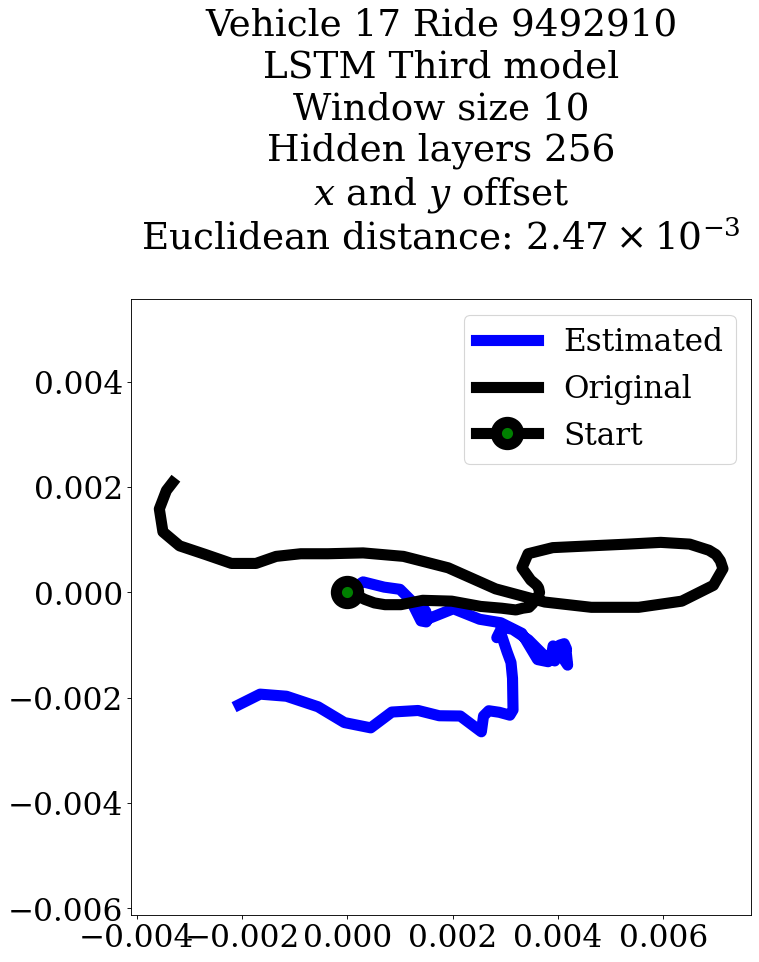 Vehicle 17 Ride 9492910
LSTM Third model
Window size 10
Hidden layers 256
x and y offset
Euclidean distance: 2.47 × 10⁻³
Estimated
Original
Start
0.004
0.002
0.000
−0.002
−0.004
−0.006
−0.004 −0.002 0.000 0.002 0.004 0.006